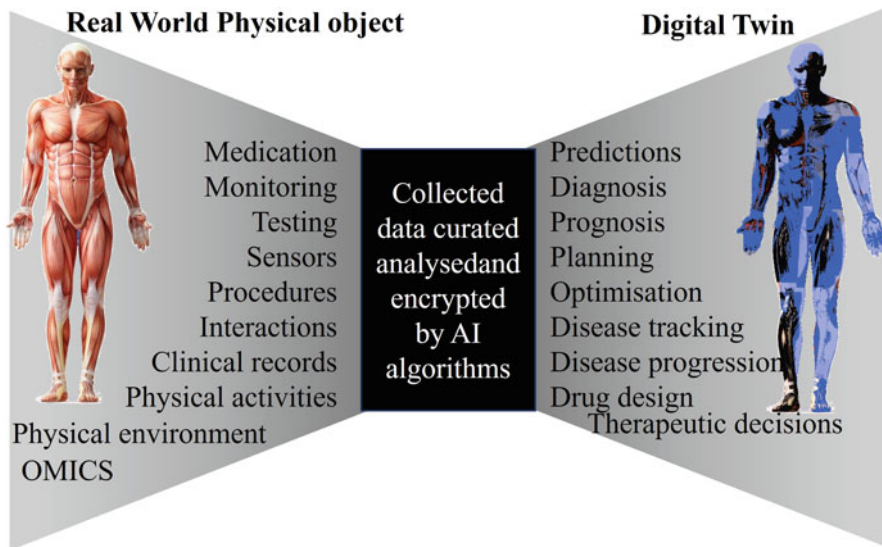 Real World Physical object
Digital Twin
Medication
Monitoring
Testing
Sensors
Procedures
Interactions
Clinical records
Physical activities
Physical environment
OMICS
Collected
data curated
analysedand
encrypted
by AI
algorithms
Predictions
Diagnosis
Prognosis
Planning
Optimisation
Disease tracking
Disease progression
Drug design
Therapeutic decisions